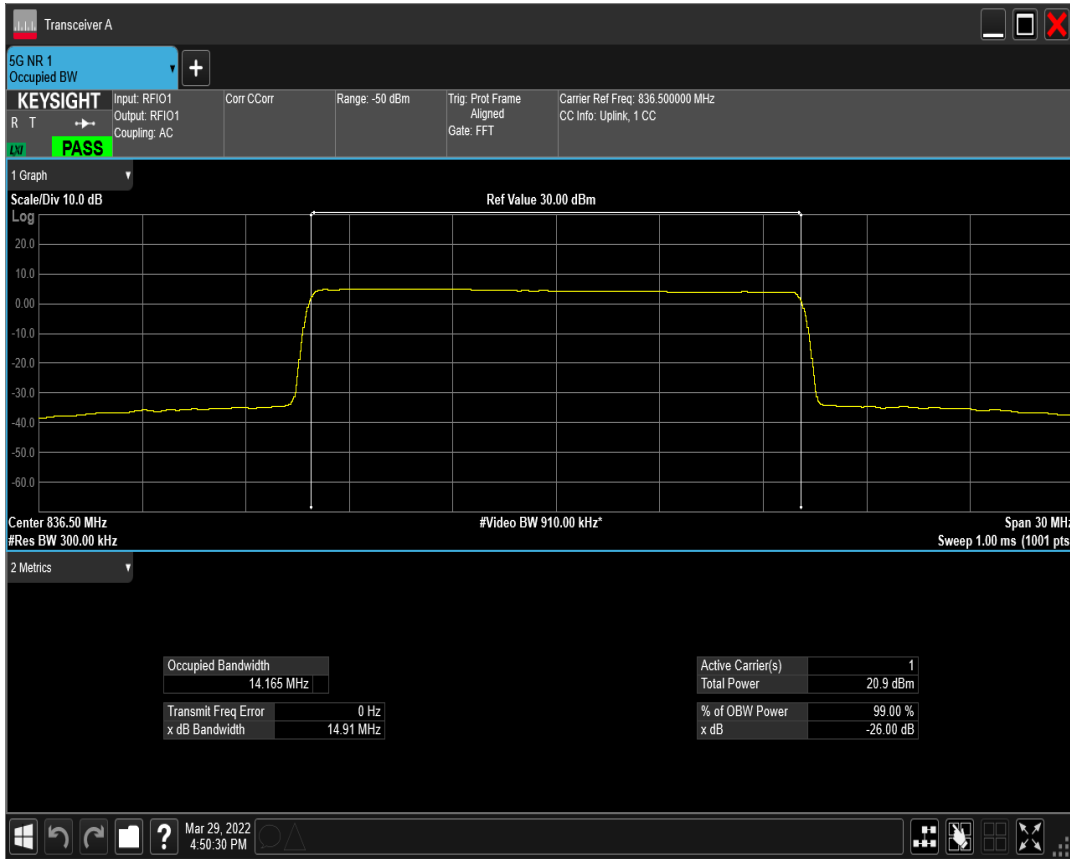 Transceiver A
5G NR 1
Occupied BW
KEYSIGHT
R T
LXI
PASS
Input: RFIO1
Output: RFIO1
Coupling: AC
Corr CCorr
Range: -50 dBm
Trig: Prot Frame
Aligned
Gate: FFT
Carrier Ref Freq: 836.500000 MHz
CC Info: Uplink, 1 CC
1 Graph
Scale/Div 10.0 dB
Ref Value 30.00 dBm
Log
20.0
10.0
0.00
-10.0
-20.0
-30.0
-40.0
-50.0
-60.0
Center 836.50 MHz
#Video BW 910.00 kHz*
Span 30 MHz
#Res BW 300.00 kHz
Sweep 1.00 ms (1001 pts
2 Metrics
Occupied Bandwidth
14.165 MHz
Transmit Freq Error 0 Hz
x dB Bandwidth 14.91 MHz
Active Carrier(s) 1
Total Power 20.9 dBm
% of OBW Power 99.00 %
x dB -26.00 dB
?
Mar 29, 2022
4:50:30 PM